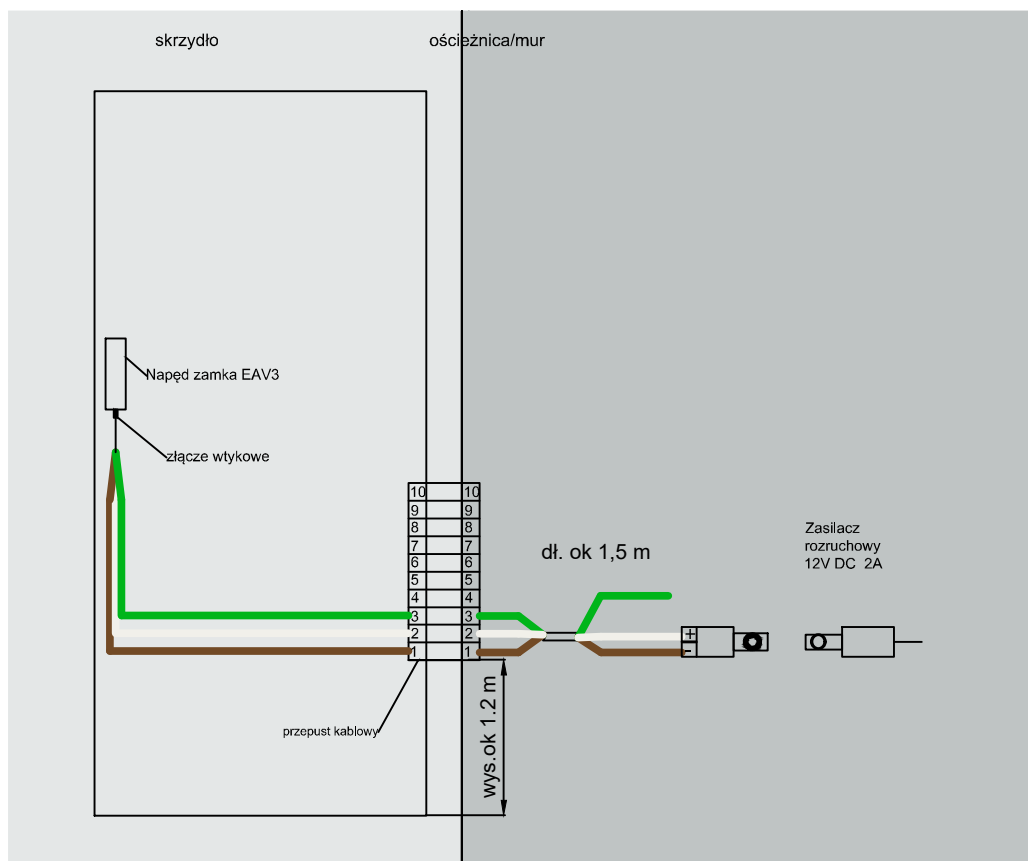 skrzydło
ościeżnica/mur
Napęd zamka EAV3
złącze wtykowe
10 10
9 9
8 8
7 7
6 6
5 5
4 4
3 3
2 2
1 1
dł. ok 1,5 m
Zasilacz
rozruchowy
12V DC 2A
+
-
przepust kablowy
wys.ok 1.2 m